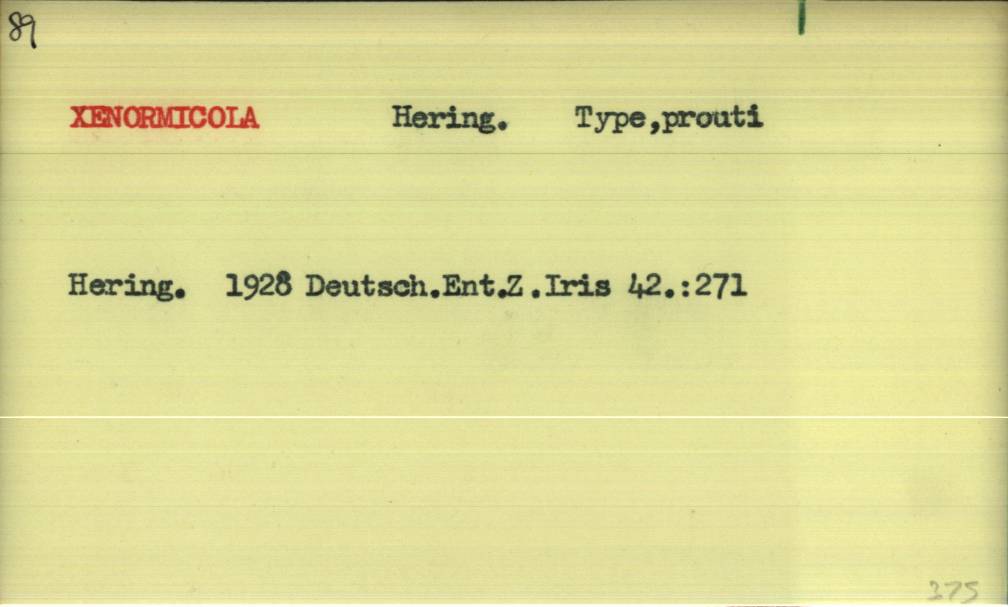 89
XENORMICOLA Hering. Type,prouti
Hering. 1928 Deutsch.Ent.Z.Iris 42.:271
275